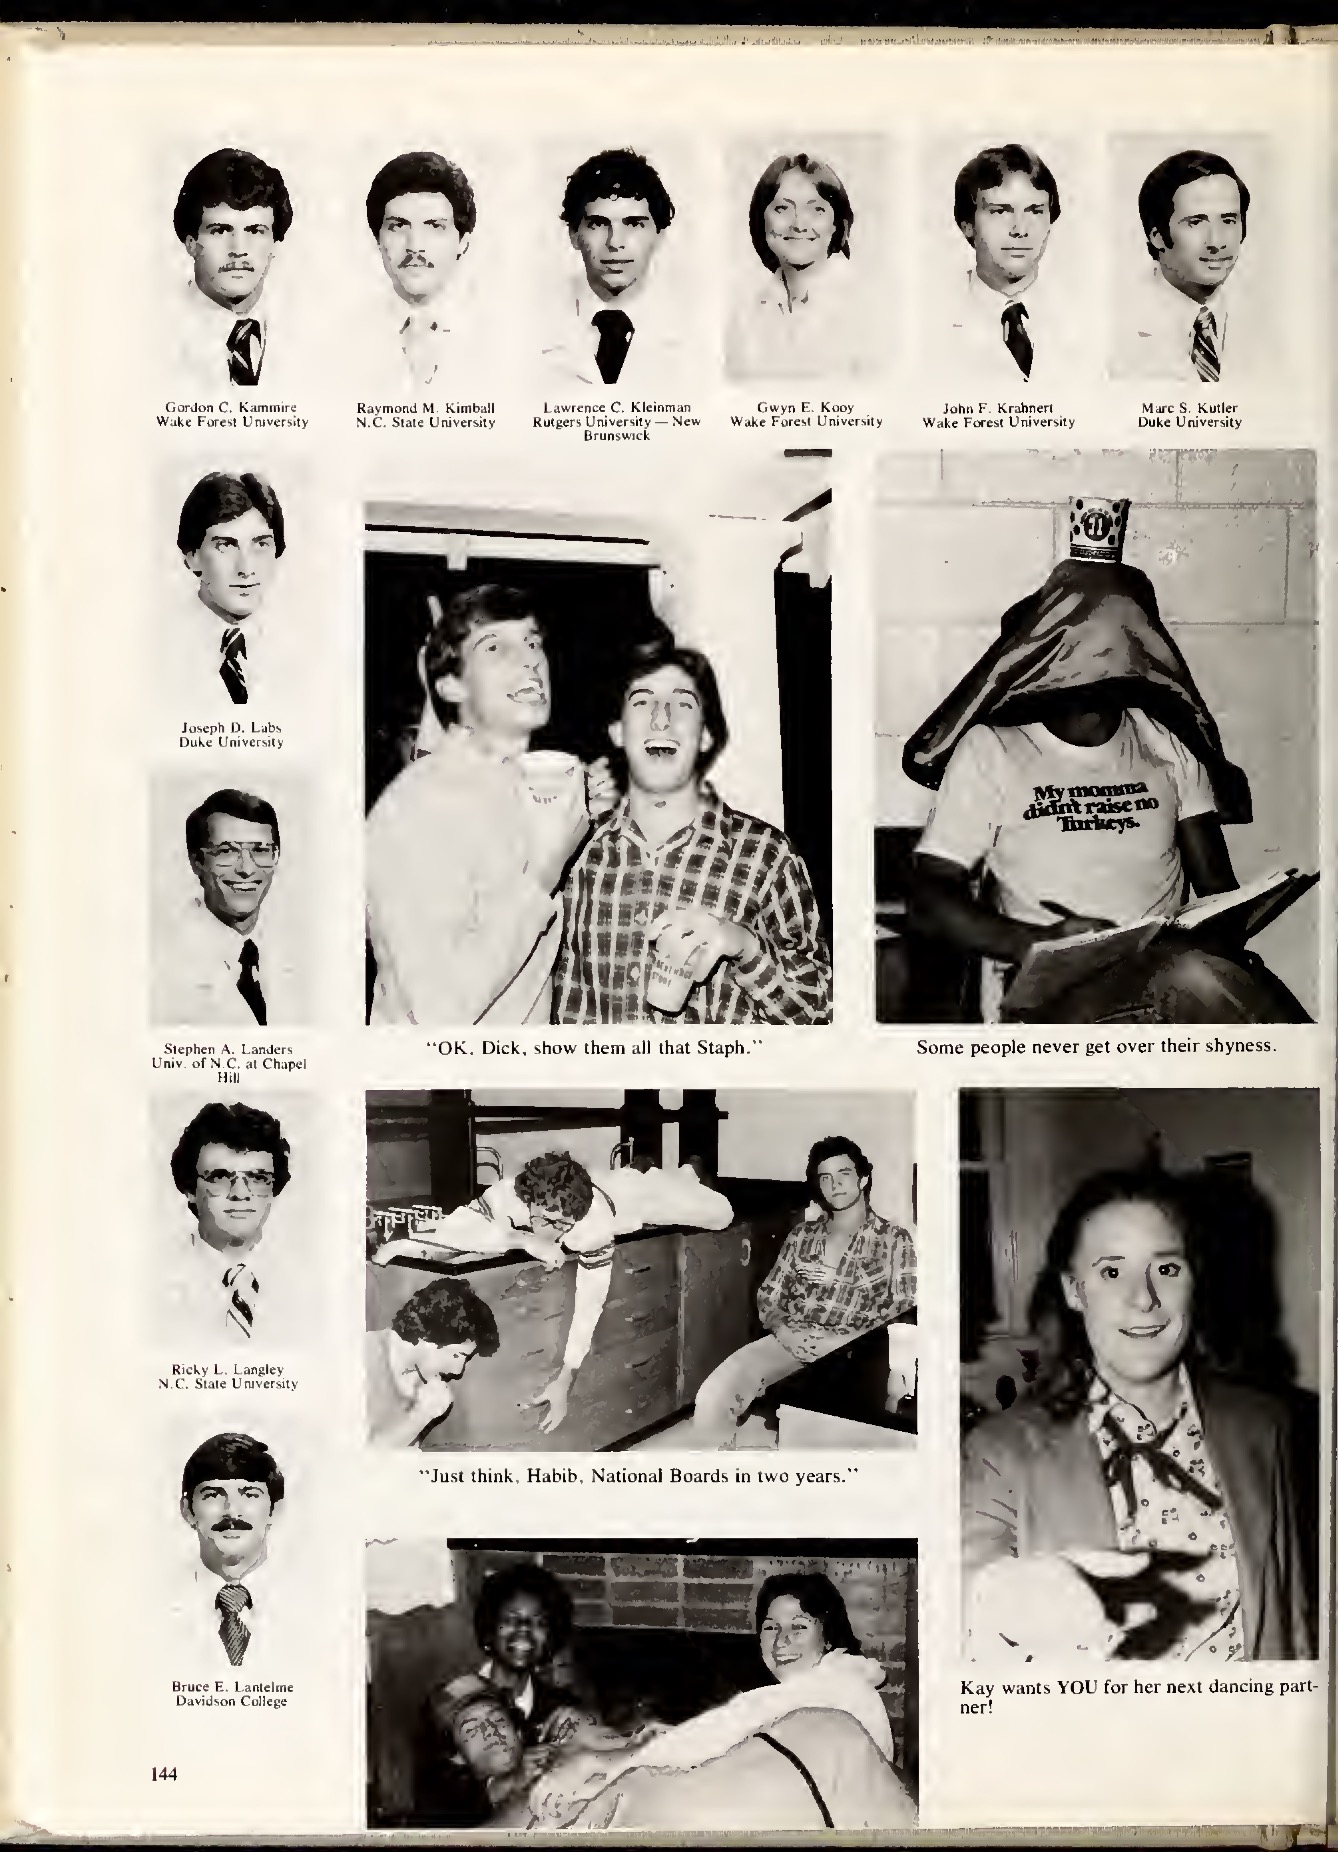 Gordon C. Kammire
Wake Forest University
Raymond M. Kimball
N.C. State University
Lawrence C. Kleinman
Rutgers University — New
Brunswick
Gwyn E. Kooy
Wake Forest University
John F. Krahnert
Wake Forest University
Marc S. Kutler
Duke University
Joseph D. Labs
Duke University
My momma
didn't raise no
Turkeys.
Stephen A. Landers
Univ. of N.C. at Chapel
Hill
"OK, Dick, show them all that Staph."
Some people never get over their shyness.
Ricky L. Langley
N.C. State University
"Just think, Habib, National Boards in two years."
Bruce E. Lantelme
Davidson College
Kay wants YOU for her next dancing part-
ner!
144